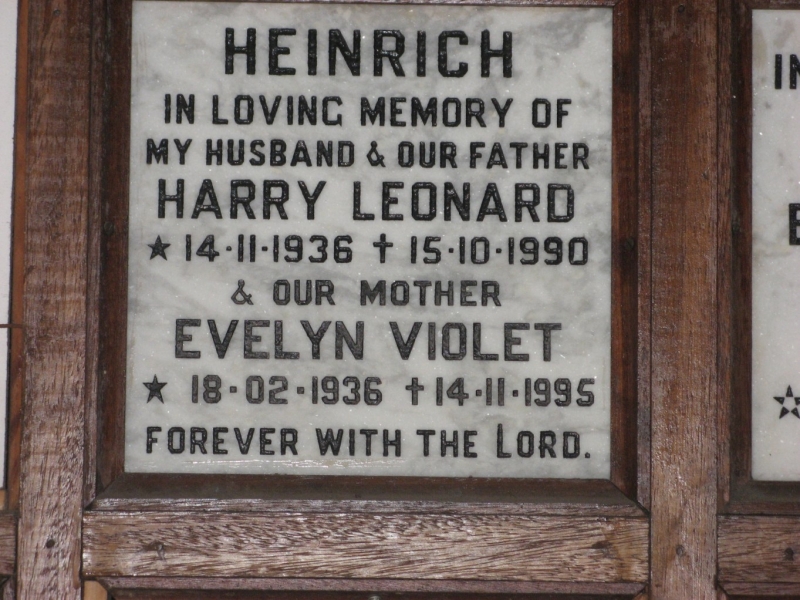 HEINRICH
IN LOVING MEMORY OF
MY HUSBAND & OUR FATHER
HARRY LEONARD
★ 14·11·1936 † 15·10·1990
& OUR MOTHER
EVELYN VIOLET
★ 18·02·1936 † 14·11·1995
FOREVER WITH THE LORD.